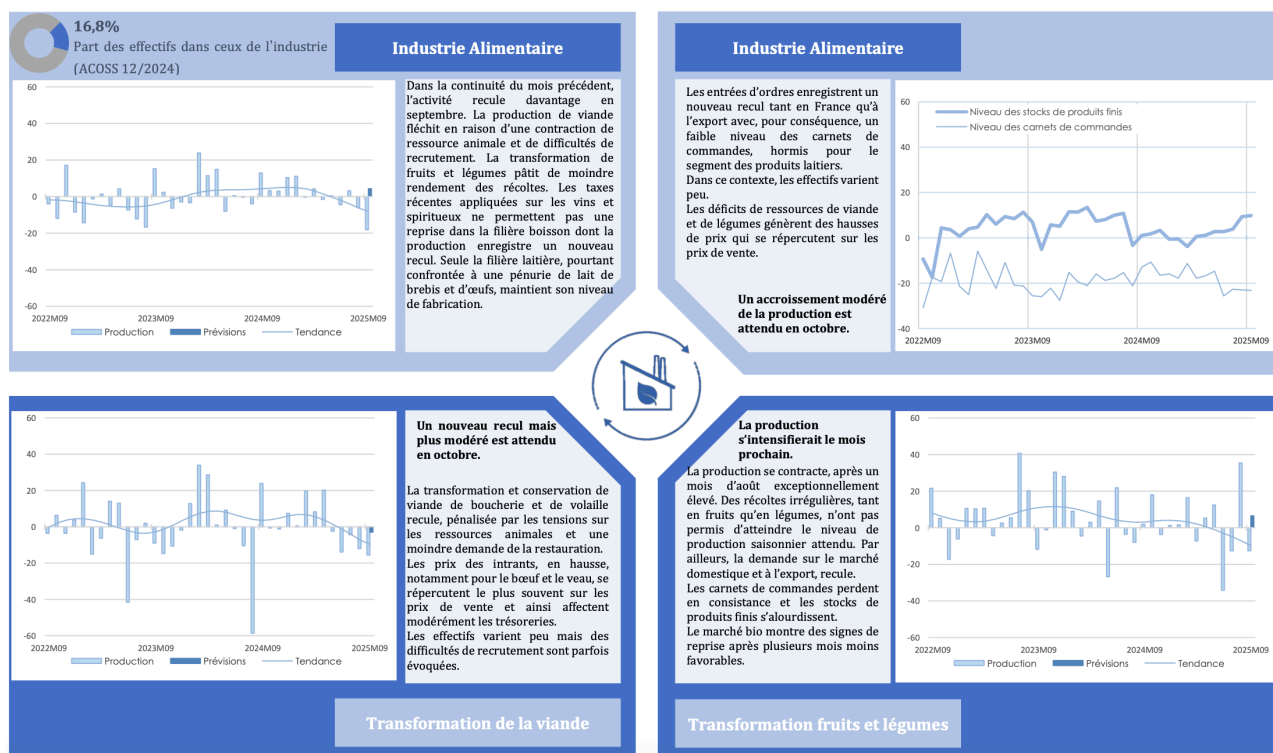 16,8%
Part des effectifs dans ceux de l'industrie
(ACOSS 12/2024)
Industrie Alimentaire
60
40
20
0
-20
-40
-60
2022M09 2023M09 2024M09 2025M09
Production Prévisions Tendance
Dans la continuité du mois précédent,
l'activité recule davantage en
septembre. La production de viande
fléchit en raison d'une contraction de
ressource animale et de difficultés de
recrutement. La transformation de
fruits et légumes pâtit de moindre
rendement des récoltes. Les taxes
récentes appliquées sur les vins et
spiritueux ne permettent pas une
reprise dans la filière boisson dont la
production enregistre un nouveau
recul. Seule la filière laitière, pourtant
confrontée à une pénurie de lait de
brebis et d'œufs, maintient son niveau
de fabrication.
Industrie Alimentaire
Les entrées d'ordres enregistrent un
nouveau recul tant en France qu'à
l'export avec, pour conséquence, un
faible niveau des carnets de
commandes, hormis pour le
segment des produits laitiers.
Dans ce contexte, les effectifs varient
peu.
Les déficits de ressources de viande
et de légumes génèrent des hausses
de prix qui se répercutent sur les
prix de vente.
Un accroissement modéré
de la production est
attendu en octobre.
60
40
20
0
-20
-40
Niveau des stocks de produits finis
Niveau des carnets de commandes
2022M09 2023M09 2024M09 2025M09
60
40
20
0
-20
-40
-60
2022M09 2023M09 2024M09 2025M09
Production Prévisions Tendance
Un nouveau recul mais
plus modéré est attendu
en octobre.
La transformation et conservation de
viande de boucherie et de volaille
recule, pénalisée par les tensions sur
les ressources animales et une
moindre demande de la restauration.
Les prix des intrants, en hausse,
notamment pour le bœuf et le veau, se
répercutent le plus souvent sur les
prix de vente et ainsi affectent
modérément les trésoreries.
Les effectifs varient peu mais des
difficultés de recrutement sont parfois
évoquées.
Transformation de la viande
La production
s'intensifierait le mois
prochain.
La production se contracte, après un
mois d'août exceptionnellement
élevé. Des récoltes irrégulières, tant
en fruits qu'en légumes, n'ont pas
permis d'atteindre le niveau de
production saisonnier attendu. Par
ailleurs, la demande sur le marché
domestique et à l'export, recule.
Les carnets de commandes perdent
en consistance et les stocks de
produits finis s'alourdissent.
Le marché bio montre des signes de
reprise après plusieurs mois moins
favorables.
60
40
20
0
-20
-40
-60
2022M09 2023M09 2024M09 2025M09
Production Prévisions Tendance
Transformation fruits et légumes